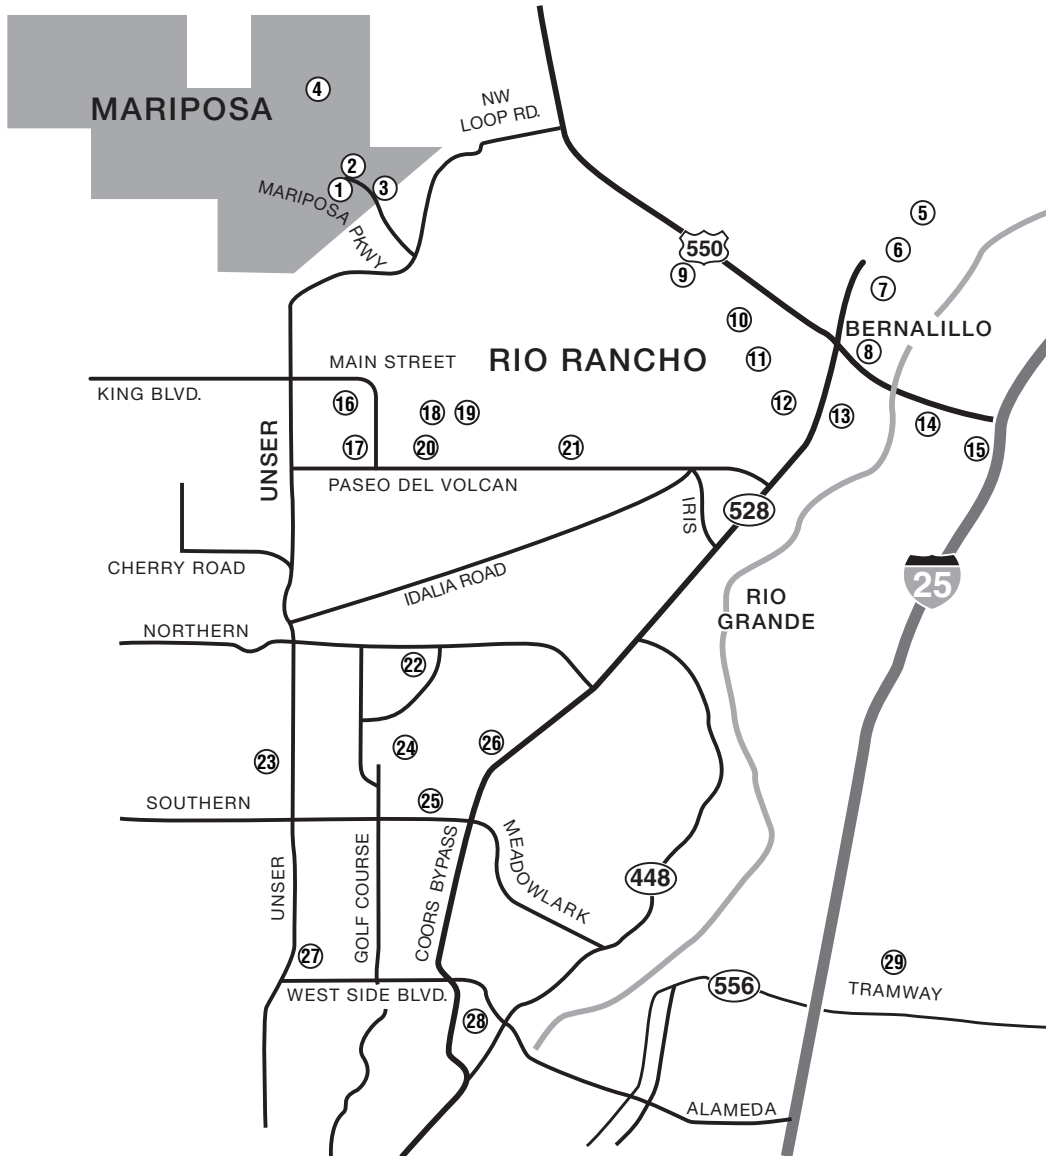 NW
LOOP RD.
4
MARIPOSA
2
1
3
MARIPOSA PKWY
5
6
550
9
7
10
BERNALILLO
8
MAIN STREET
RIO RANCHO
11
KING BLVD.
16
18
19
12
13
14
17
20
21
15
UNSER
PASEO DEL VOLCAN
IRIS
528
CHERRY ROAD
IDALIA ROAD
25
RIO
GRANDE
NORTHERN
22
23
24
26
SOUTHERN
25
UNSER
GOLF COURSE
COORS BYPASS
MEADOWLARK
448
27
29
WEST SIDE BLVD.
556
TRAMWAY
28
ALAMEDA